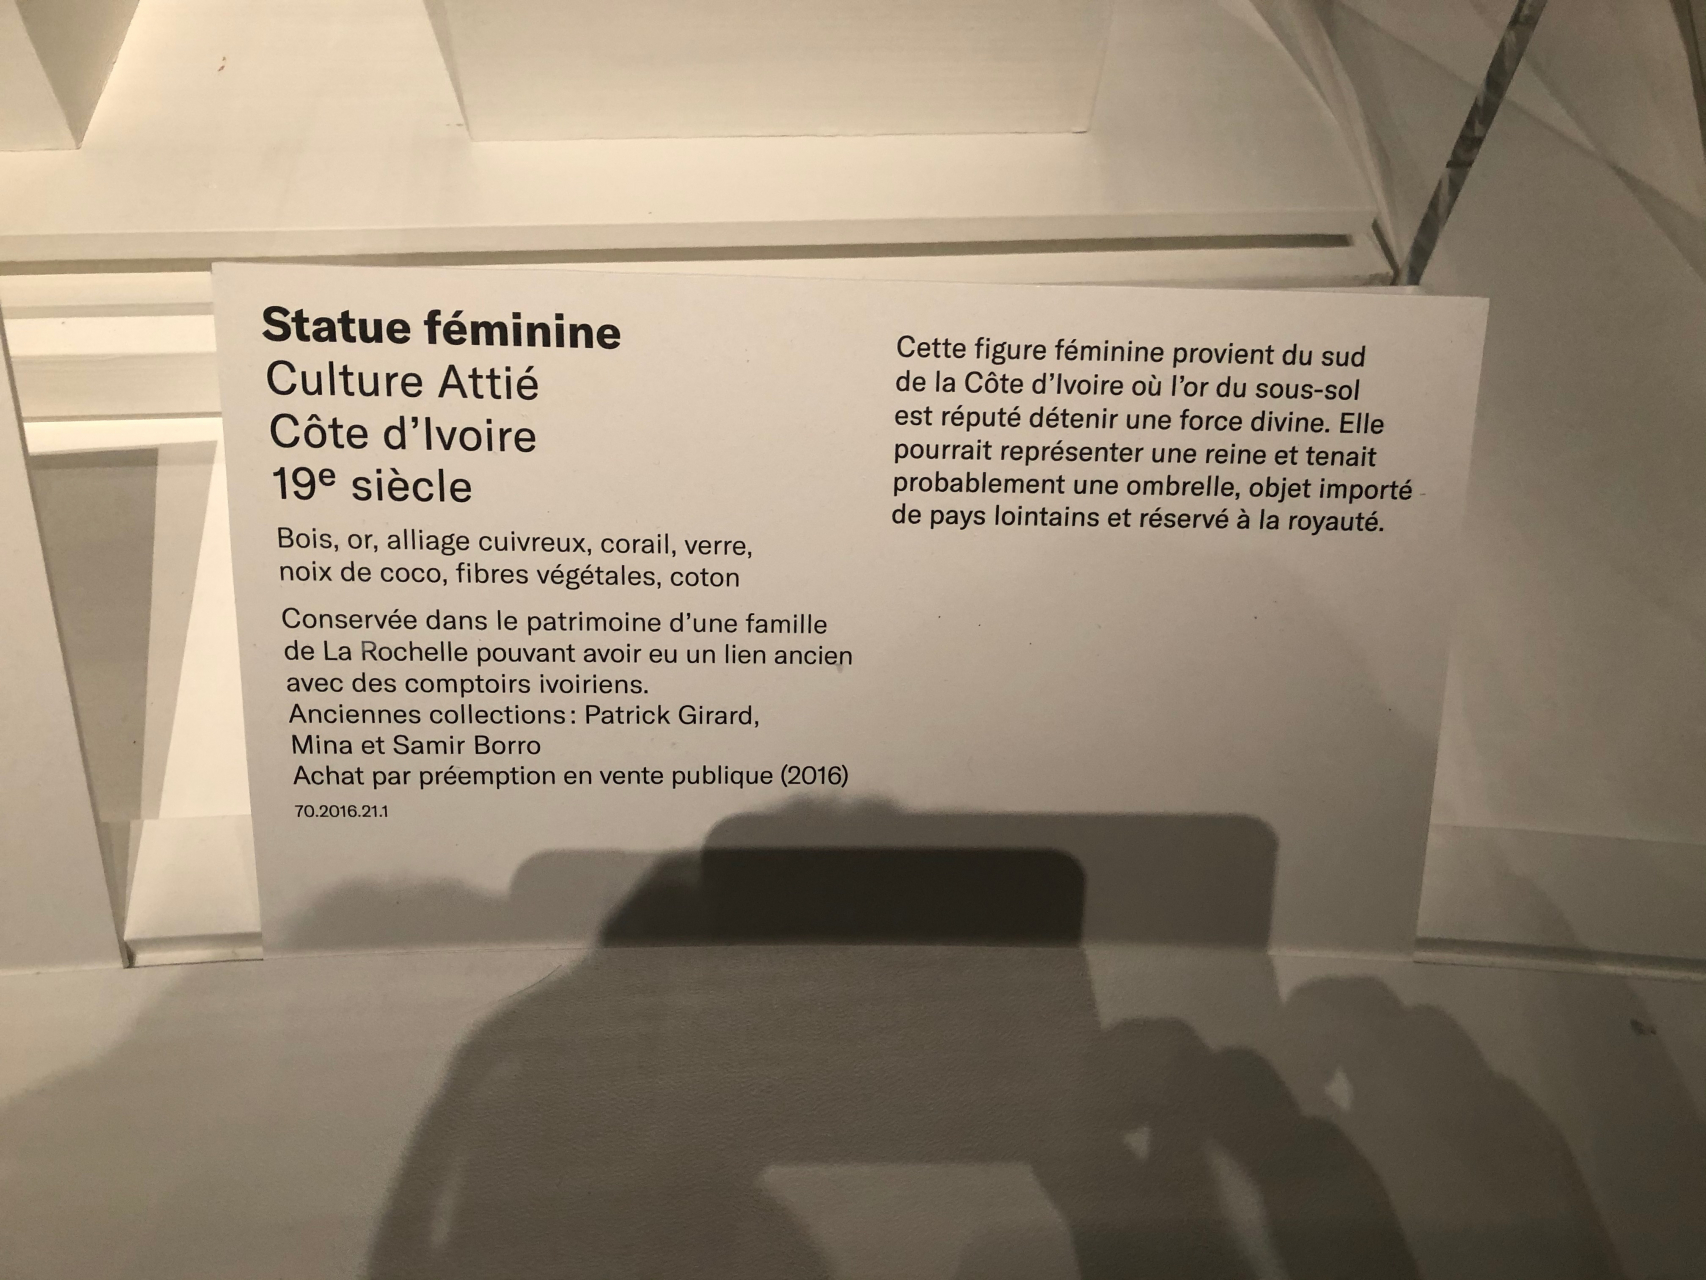 Statue féminine
Culture Attié
Côte d'Ivoire
19e siècle
Bois, or, alliage cuivreux, corail, verre,
noix de coco, fibres végétales, coton
Conservée dans le patrimoine d'une famille
de La Rochelle pouvant avoir eu un lien ancien
avec des comptoirs ivoiriens.
Anciennes collections : Patrick Girard,
Mina et Samir Borro
Achat par préemption en vente publique (2016)
70.2016.21.1
Cette figure féminine provient du sud
de la Côte d'Ivoire où l'or du sous-sol
est réputé détenir une force divine. Elle
pourrait représenter une reine et tenait
probablement une ombrelle, objet importé
de pays lointains et réservé à la royauté.